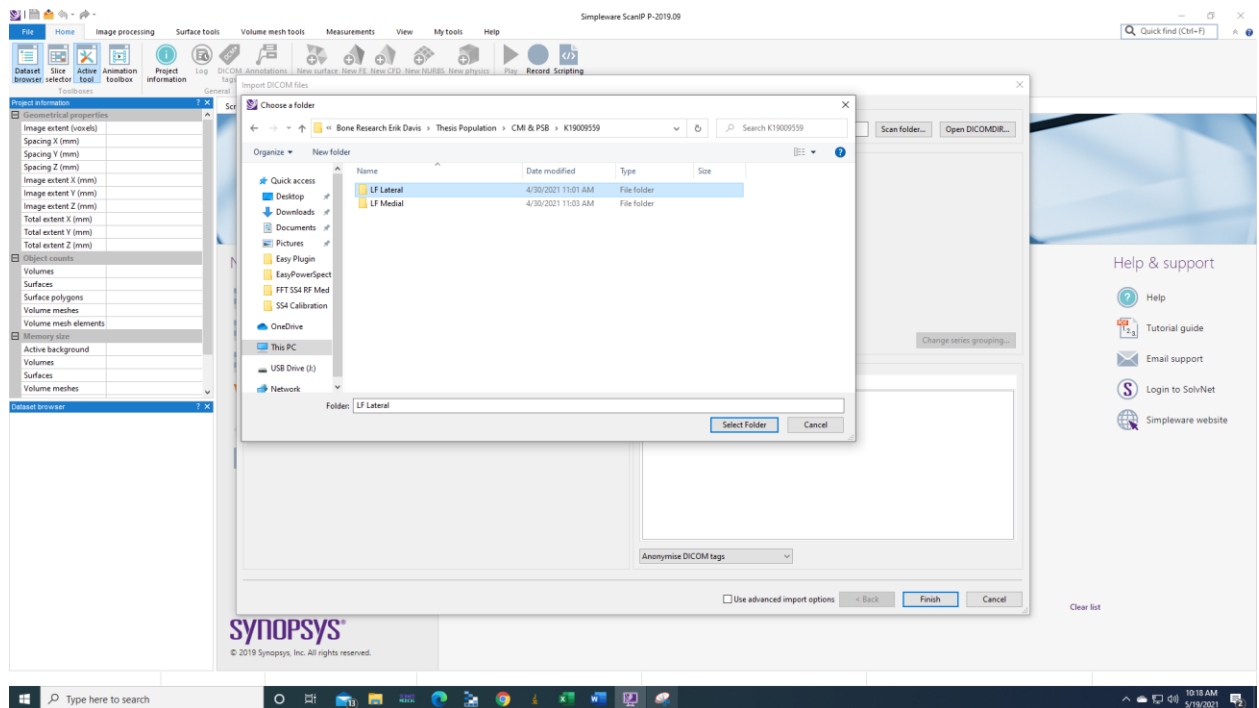 Simpleware ScanIP P-2019.09
File Home Image processing Surface tools Volume mesh tools Measurements View My tools Help
Quick find (Ctrl+F)
Dataset browser
Slice selector
Active tool
Animation toolbox
Project information
Log
DICOM tags
Annotations
New surface
New FE
New CFD
New NURBS
New physics
Play
Record
Scripting
Toolboxes
General
Project information
Geometrical properties
Image extent (voxels)
Spacing X (mm)
Spacing Y (mm)
Spacing Z (mm)
Image extent X (mm)
Image extent Y (mm)
Image extent Z (mm)
Total extent X (mm)
Total extent Y (mm)
Total extent Z (mm)
Object counts
Volumes
Surfaces
Surface polygons
Volume meshes
Volume mesh elements
Memory size
Active background
Volumes
Surfaces
Volume meshes
Dataset browser
Import DICOM files
Scan folder... Open DICOMDIR...
Change series grouping...
Choose a folder
« Bone Research Erik Davis › Thesis Population › CMI & PSB › K19009559
Search K19009559
Organize New folder
Quick access
Desktop
Downloads
Documents
Pictures
Easy Plugin
EasyPowerSpect
FFT SS4 RF Med
SS4 Calibration
OneDrive
This PC
USB Drive (J:)
Network
Name Date modified Type Size
LF Lateral 4/30/2021 11:01 AM File folder
LF Medial 4/30/2021 11:03 AM File folder
Folder: LF Lateral
Select Folder Cancel
Anonymise DICOM tags
Use advanced import options < Back Finish Cancel
Help & support
Help
Tutorial guide
Email support
Login to SolvNet
Simpleware website
Clear list
SYNOPSYS®
© 2019 Synopsys, Inc. All rights reserved.
Type here to search
13
10:18 AM
5/19/2021
2